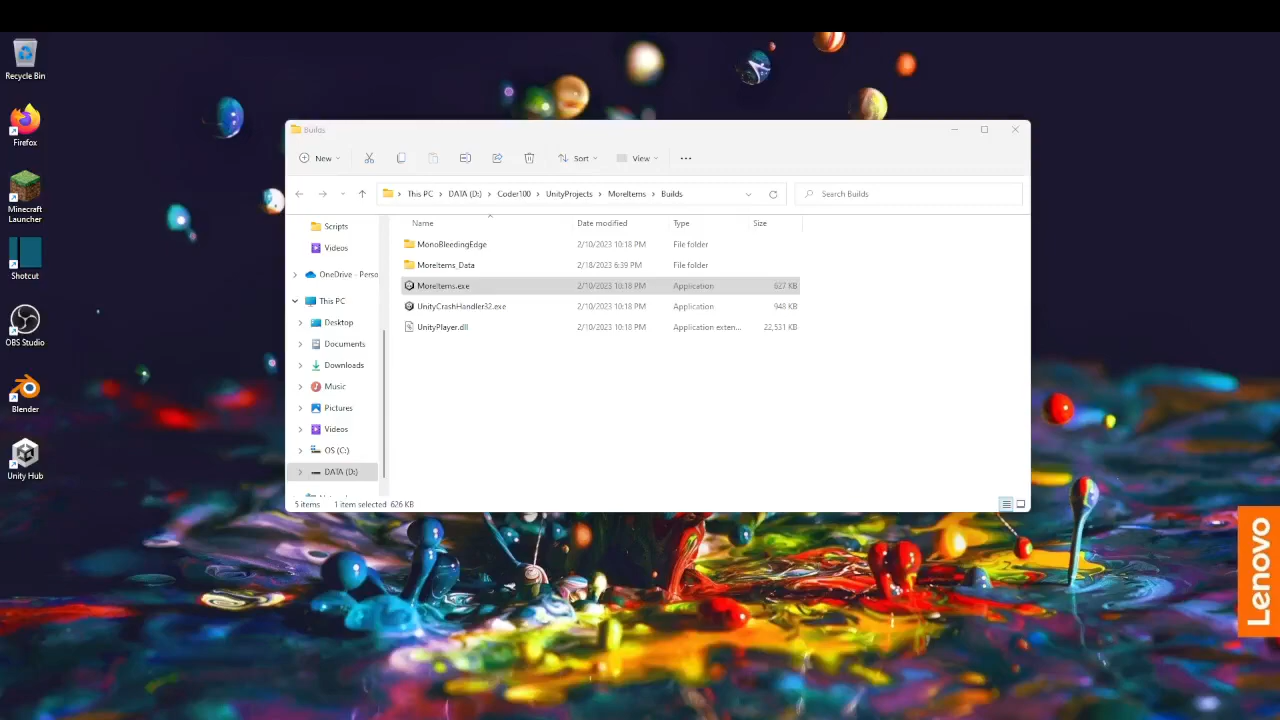 Recycle Bin
Firefox
Minecraft
Launcher
Shotcut
OBS Studio
Blender
Unity Hub
Builds
New
Sort
View
This PC > DATA (D:) > Coder100 > UnityProjects > MoreItems > Builds
Search Builds
Scripts
Videos
OneDrive - Perso
This PC
Desktop
Documents
Downloads
Music
Pictures
Videos
OS (C:)
DATA (D:)
Name Date modified Type Size
MonoBleedingEdge 2/10/2023 10:18 PM File folder
MoreItems_Data 2/18/2023 6:39 PM File folder
MoreItems.exe 2/10/2023 10:18 PM Application 627 KB
UnityCrashHandler32.exe 2/10/2023 10:18 PM Application 948 KB
UnityPlayer.dll 2/10/2023 10:18 PM Application exten... 22,531 KB
5 items 1 item selected 626 KB
Lenovo